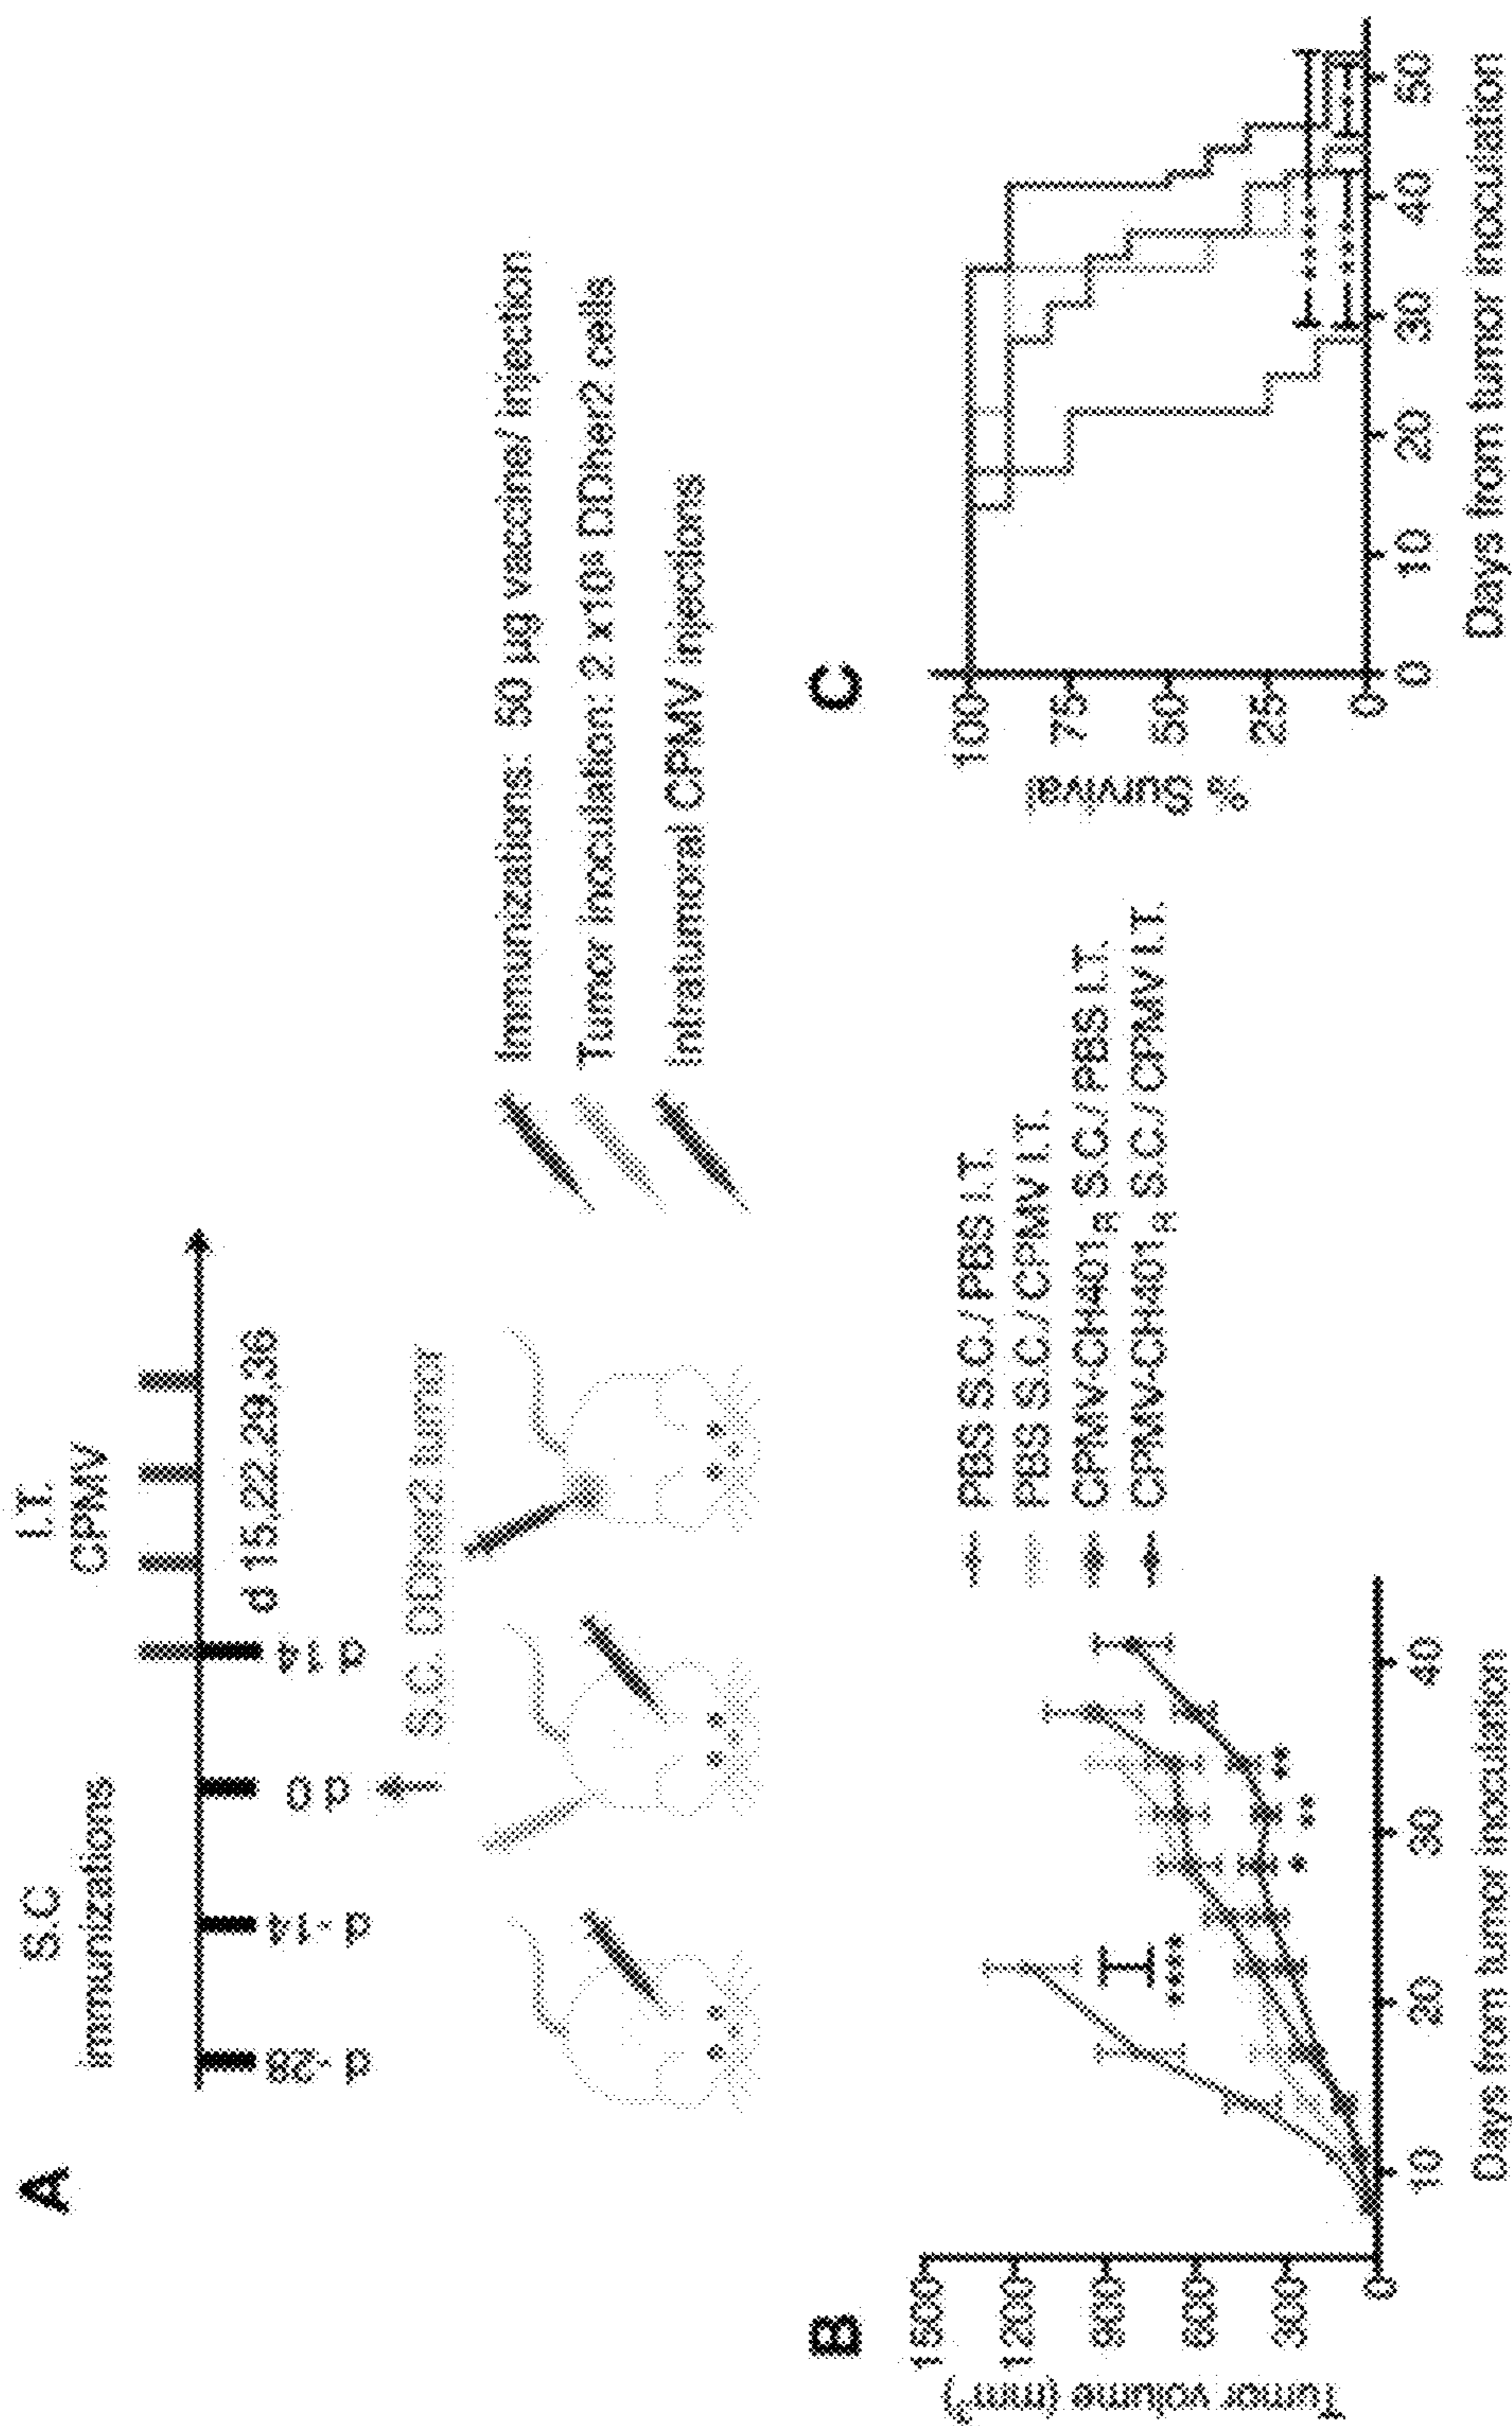 A
S.C
immunizations
I.T.
CPMV
d -28
d -14
d 0
d 14
d 15,22,29,36
S.C. DDher2 tumor
Immunizations: 50 µg vaccine/ injection
Tumor inoculation: 2 x10⁶ DDher2 cells
Intratumoral CPMV injections
B
Tumor volume (mm³)
1500
1200
900
600
300
0
10
20
30
40
Days from tumor inoculation
****
*
**
**
PBS S.C./ PBS I.T.
PBS S.C./ CPMV I.T.
CPMV-CH401R S.C./ PBS I.T.
CPMV-CH401R S.C./ CPMV I.T.
C
% Survival
100
75
50
25
0
0
10
20
30
40
50
Days from tumor inoculation